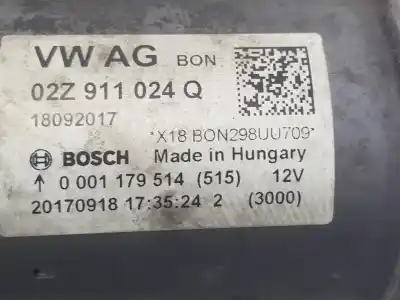 VW AG BON
02Z 911 024 Q
18092017
*X18 BON298UU709*
BOSCH Made in Hungary
↑ 0 001 179 514 (515) 12V
20170918 17:35:24 2 (3000)